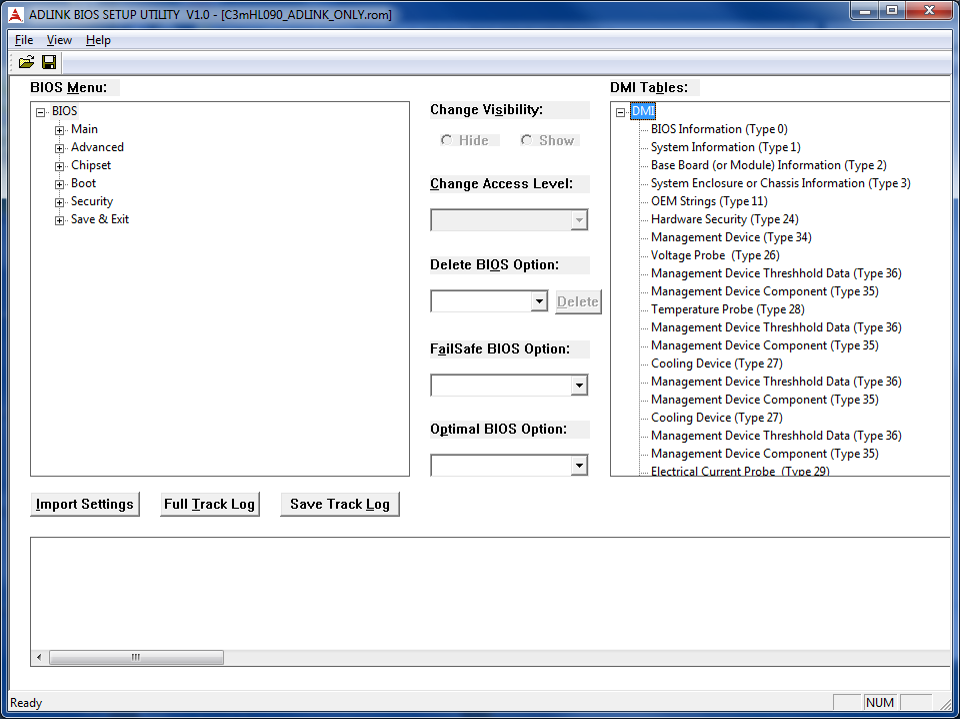 ADLINK BIOS SETUP UTILITY V1.0 - [C3mHL090_ADLINK_ONLY.rom]
File View Help
BIOS Menu:
BIOS
Main
Advanced
Chipset
Boot
Security
Save & Exit
Change Visibility:
Hide Show
Change Access Level:
Delete BIOS Option:
Delete
FailSafe BIOS Option:
Optimal BIOS Option:
DMI Tables:
DMI
BIOS Information (Type 0)
System Information (Type 1)
Base Board (or Module) Information (Type 2)
System Enclosure or Chassis Information (Type 3)
OEM Strings (Type 11)
Hardware Security (Type 24)
Management Device (Type 34)
Voltage Probe (Type 26)
Management Device Threshhold Data (Type 36)
Management Device Component (Type 35)
Temperature Probe (Type 28)
Management Device Threshhold Data (Type 36)
Management Device Component (Type 35)
Cooling Device (Type 27)
Management Device Threshhold Data (Type 36)
Management Device Component (Type 35)
Cooling Device (Type 27)
Management Device Threshhold Data (Type 36)
Management Device Component (Type 35)
Electrical Current Probe (Type 29)
Import Settings Full Track Log Save Track Log
Ready NUM